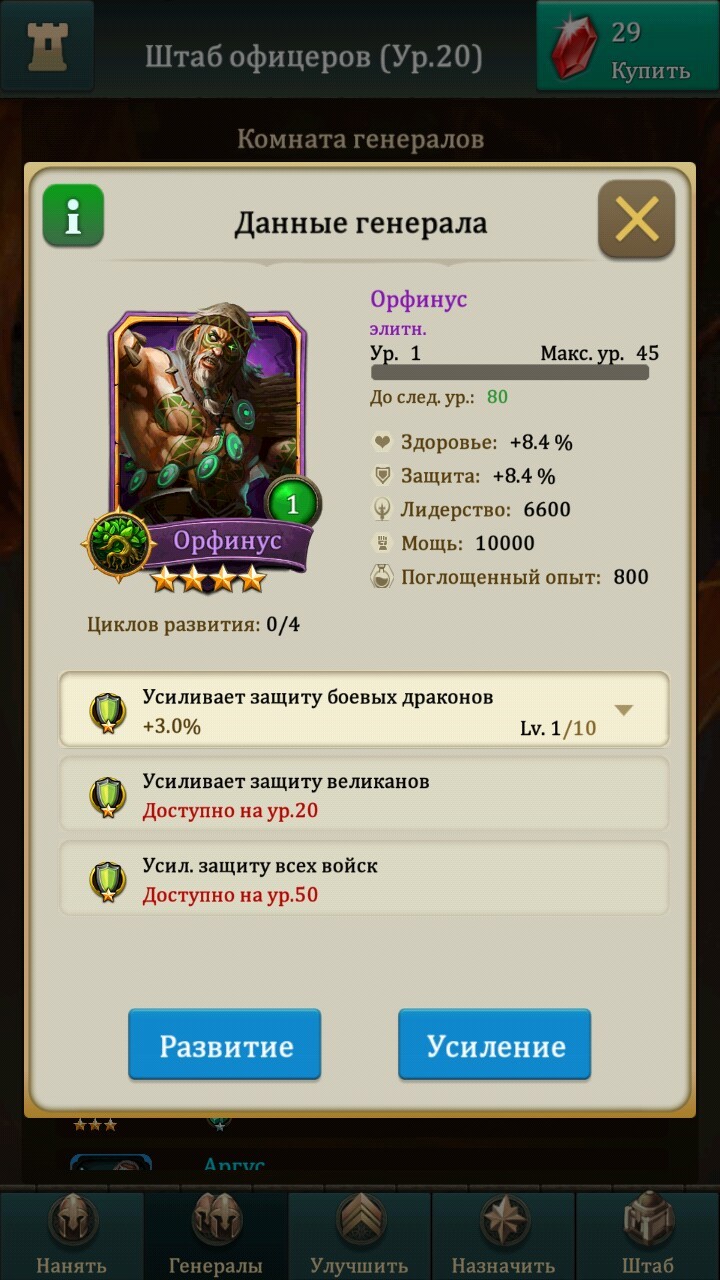 Штаб офицеров (Ур.20)
29
Купить
Комната генералов
Данные генерала
Орфинус
элитн.
Ур. 1 Макс. ур. 45
До след. ур.: 80
Здоровье: +8.4 %
Защита: +8.4 %
Лидерство: 6600
Мощь: 10000
Поглощенный опыт: 800
1
Орфинус
Циклов развития: 0/4
Усиливает защиту боевых драконов
+3.0% Lv. 1/10
Усиливает защиту великанов
Доступно на ур.20
Усил. защиту всех войск
Доступно на ур.50
Развитие Усиление
Аргус
Нанять Генералы Улучшить Назначить Штаб